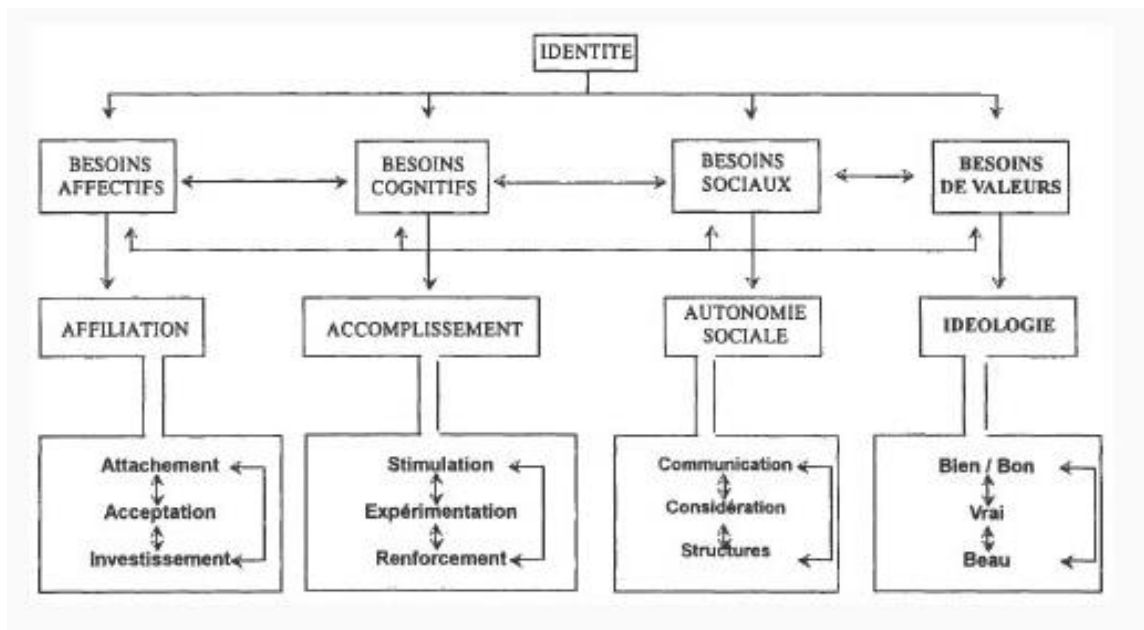 IDENTITE
BESOINS
AFFECTIFS
BESOINS
COGNITIFS
BESOINS
SOCIAUX
BESOINS
DE VALEURS
AFFILIATION
ACCOMPLISSEMENT
AUTONOMIE
SOCIALE
IDEOLOGIE
Attachement
Acceptation
Investissement
Stimulation
Expérimentation
Renforcement
Communication
Considération
Structures
Bien / Bon
Vrai
Beau